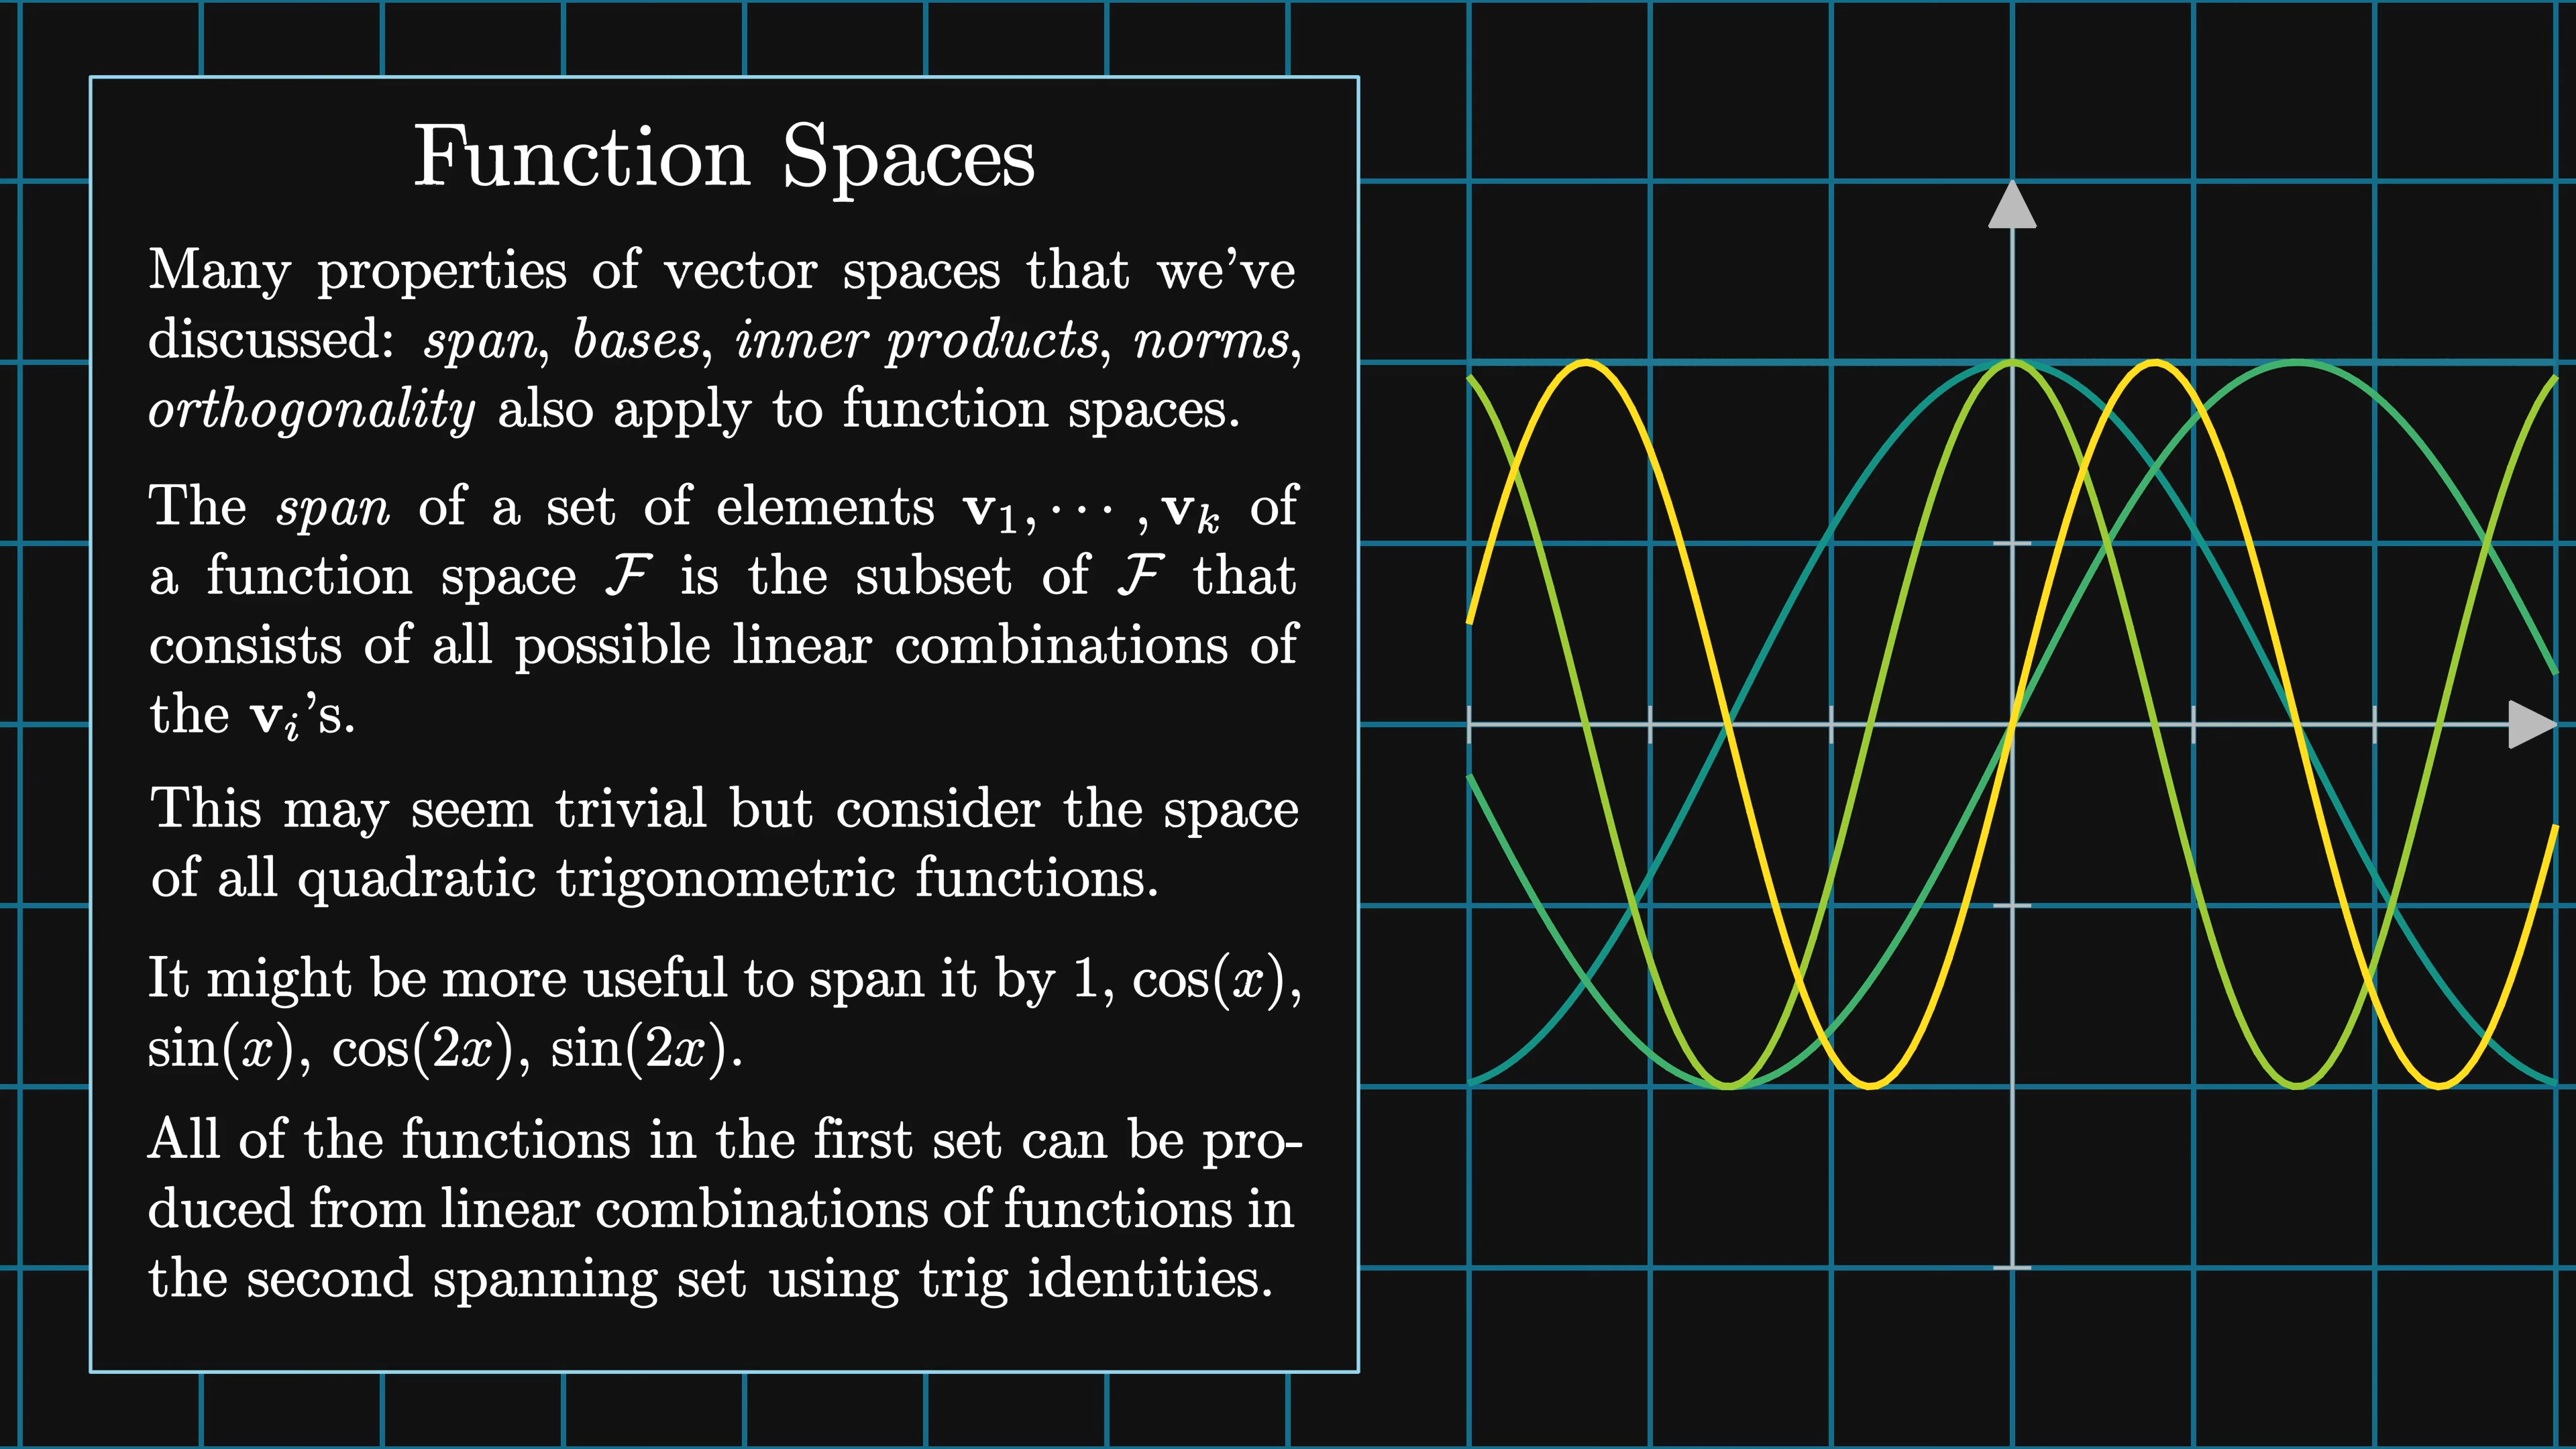 Function Spaces
Many properties of vector spaces that we've
discussed: span, bases, inner products, norms,
orthogonality also apply to function spaces.
The span of a set of elements v₁, ⋯ , vₖ of
a function space ℱ is the subset of ℱ that
consists of all possible linear combinations of
the vᵢ's.
This may seem trivial but consider the space
of all quadratic trigonometric functions.
It might be more useful to span it by 1, cos(x),
sin(x), cos(2x), sin(2x).
All of the functions in the first set can be pro-
duced from linear combinations of functions in
the second spanning set using trig identities.